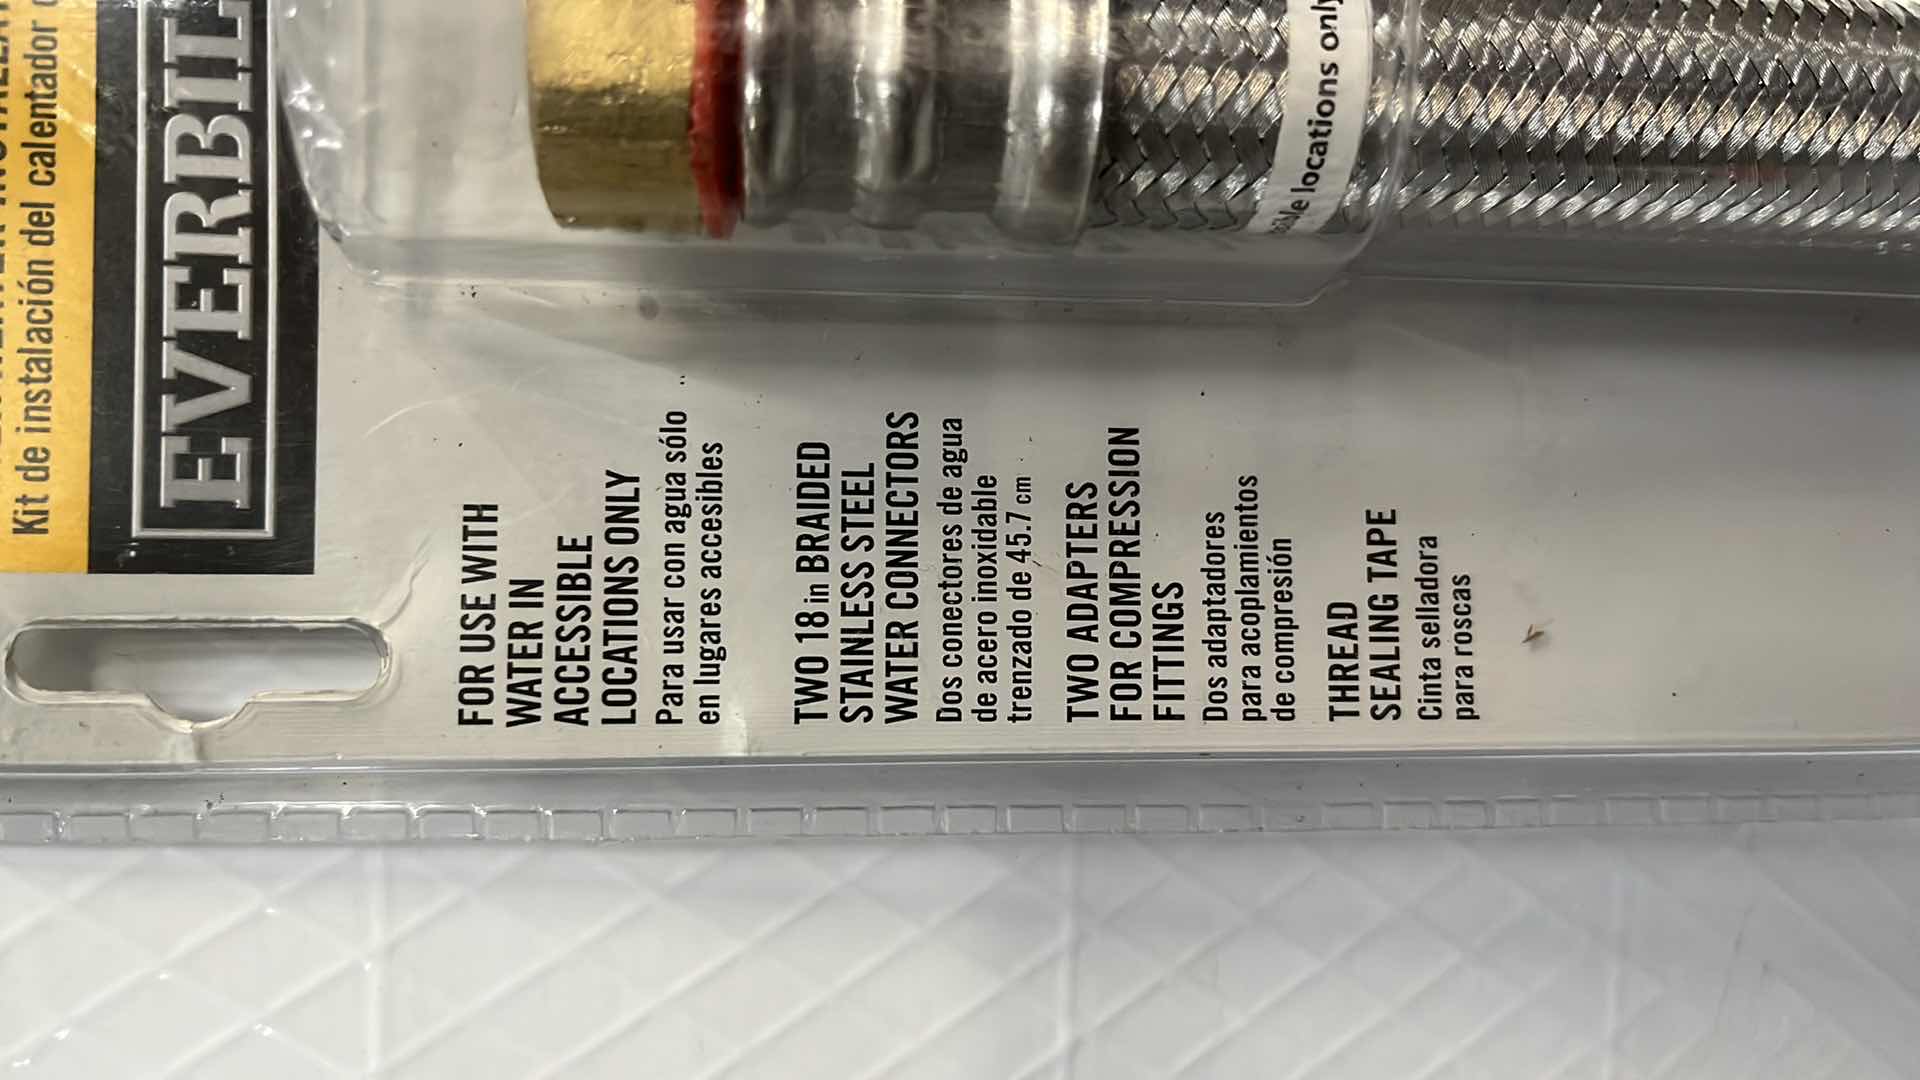 Kit de instalación del calentador
EVERBIL
FOR USE WITH
WATER IN
ACCESSIBLE
LOCATIONS ONLY
Para usar con agua sólo
en lugares accesibles
TWO 18 in BRAIDED
STAINLESS STEEL
WATER CONNECTORS
Dos conectores de agua
de acero inoxidable
trenzado de 45.7 cm
TWO ADAPTERS
FOR COMPRESSION
FITTINGS
Dos adaptadores
para acoplamientos
de compresión
THREAD
SEALING TAPE
Cinta selladora
para roscas
locations only